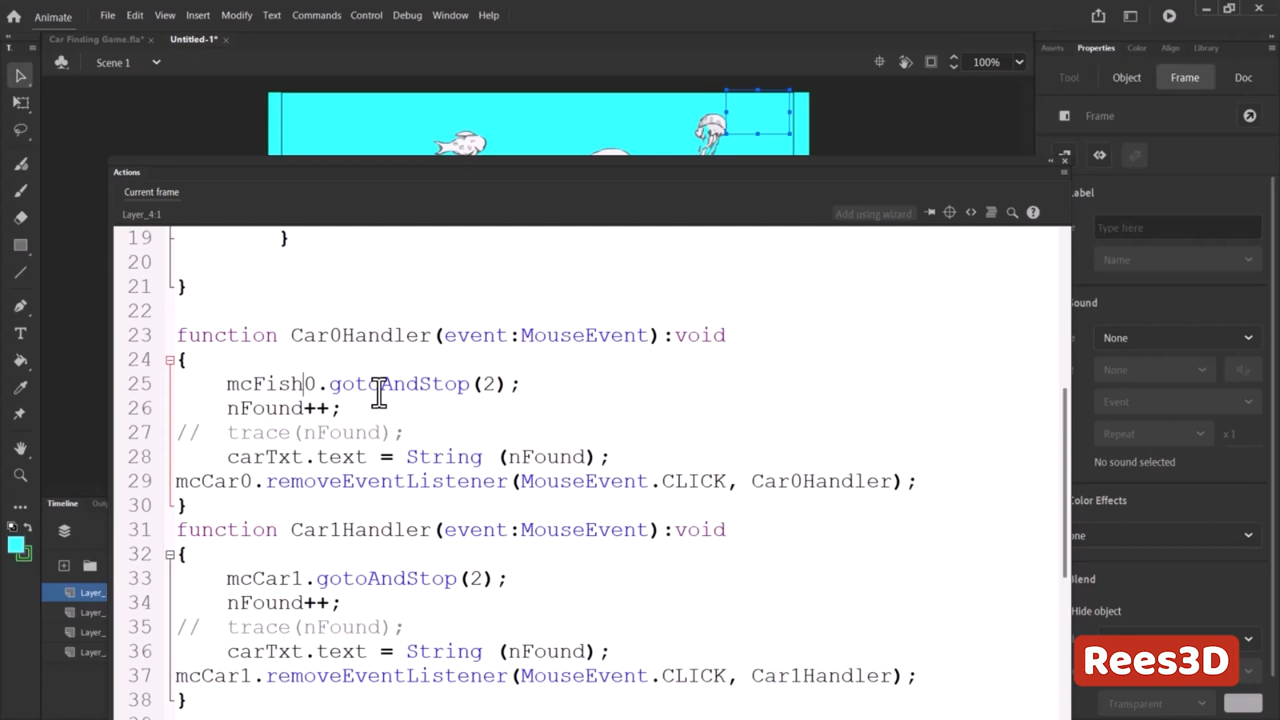 Animate File Edit View Insert Modify Text Commands Control Debug Window Help
Car Finding Game.fla* × Untitled-1* ×
Scene 1 100%
T.
Assets Properties Color Align Library
Tool Object Frame Doc
Frame
Actions
Current frame
Layer_4:1 Add using wizard
Label
Type here
Name
Sound
None
None
Event
Repeat x 1
No sound selected
Color Effects
one
Blend
Hide object
Transparent
19 }
20
21 }
22
23 function Car0Handler(event:MouseEvent):void
24 {
25 mcFish0.gotoAndStop(2);
26 nFound++;
27 // trace(nFound);
28 carTxt.text = String (nFound);
29 mcCar0.removeEventListener(MouseEvent.CLICK, Car0Handler);
30 }
31 function Car1Handler(event:MouseEvent):void
32 {
33 mcCar1.gotoAndStop(2);
34 nFound++;
35 // trace(nFound);
36 carTxt.text = String (nFound);
37 mcCar1.removeEventListener(MouseEvent.CLICK, Car1Handler);
38 }
Timeline
Layer_
Layer_
Layer_
Layer_
Rees3D